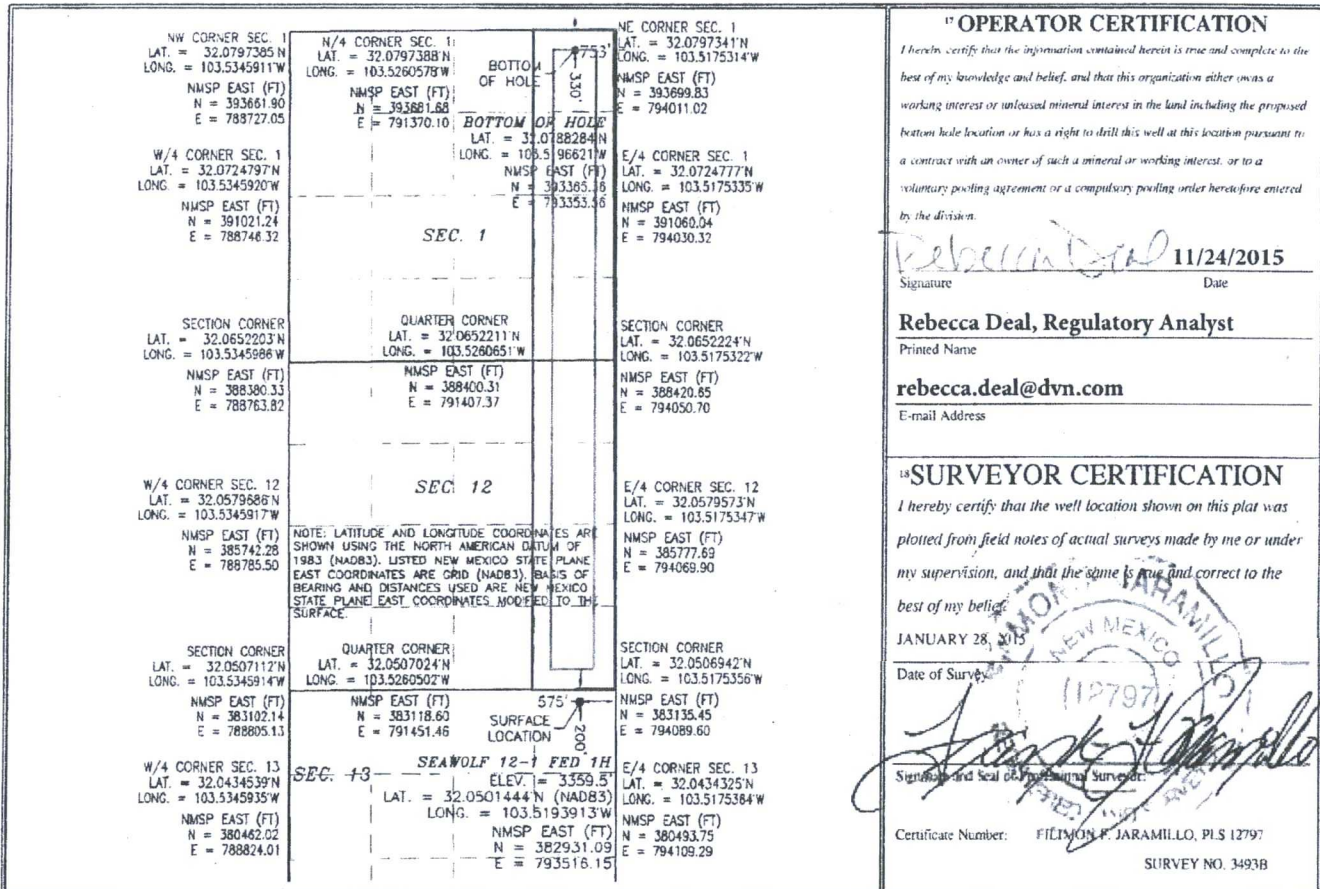 NW CORNER SEC. 1
LAT. = 32.0797385'N
LONG. = 103.5345911'W
NMSP EAST (FT)
N = 393661.90
E = 788727.05
N/4 CORNER SEC. 1
LAT. = 32.0797388'N
LONG. = 103.5260578'W
NMSP EAST (FT)
N = 393681.68
E = 791370.10
BOTTOM
OF HOLE
753'
330'
NE CORNER SEC. 1
LAT. = 32.0797341'N
LONG. = 103.5175314'W
NMSP EAST (FT)
N = 393699.83
E = 794011.02
BOTTOM OF HOLE
LAT. = 32.0788284'N
LONG. =
NMSP EAST (FT)
N =
E =
W/4 CORNER SEC. 1
LAT. = 32.0724797'N
LONG. = 103.5345920'W
NMSP EAST (FT)
N = 391021.24
E = 788746.32
SEC. 1
E/4 CORNER SEC. 1
LAT. = 32.0724777'N
LONG. = 103.5175335'W
NMSP EAST (FT)
N = 391060.04
E = 794030.32
SECTION CORNER
LAT. = 32.0652203'N
LONG. = 103.5345986'W
NMSP EAST (FT)
N = 388380.33
E = 788763.82
QUARTER CORNER
LAT. = 32.0652211'N
LONG. = 103.5260651'W
NMSP EAST (FT)
N = 388400.31
E = 791407.37
SECTION CORNER
LAT. = 32.0652224'N
LONG. = 103.5175322'W
NMSP EAST (FT)
N = 388420.65
E = 794050.70
W/4 CORNER SEC. 12
LAT. = 32.0579686'N
LONG. = 103.5345917'W
NMSP EAST (FT)
N = 385742.28
E = 788785.50
SEC. 12
E/4 CORNER SEC. 12
LAT. = 32.0579573'N
LONG. = 103.5175347'W
NMSP EAST (FT)
N = 385777.69
E = 794069.90
NOTE: LATITUDE AND LONGITUDE COORDINATES ARE
SHOWN USING THE NORTH AMERICAN DATUM OF
1983 (NAD83). LISTED NEW MEXICO STATE PLANE
EAST COORDINATES ARE GRID (NAD83). BASIS OF
BEARING AND DISTANCES USED ARE NEW MEXICO
STATE PLANE EAST COORDINATES MODIFIED TO THE
SURFACE.
SECTION CORNER
LAT. = 32.0507112'N
LONG. = 103.5345914'W
NMSP EAST (FT)
N = 383102.14
E = 788805.13
QUARTER CORNER
LAT. = 32.0507024'N
LONG. = 103.5260502'W
NMSP EAST (FT)
N = 383118.60
E = 791451.46
SECTION CORNER
LAT. = 32.0506942'N
LONG. = 103.5175356'W
NMSP EAST (FT)
N = 383135.45
E = 794089.60
575'
SURFACE
LOCATION
200'
W/4 CORNER SEC. 13
LAT. = 32.0434539'N
LONG. = 103.5345935'W
NMSP EAST (FT)
N = 380462.02
E = 788824.01
SEC. 13
SEAWOLF 12-1 FED 1H
ELEV. = 3359.5'
LAT. = 32.0501444'N (NAD83)
LONG. = 103.5193913'W
NMSP EAST (FT)
N = 382931.09
E = 793516.15
E/4 CORNER SEC. 13
LAT. = 32.0434325'N
LONG. = 103.5175364'W
NMSP EAST (FT)
N = 380493.75
E = 794109.29
17 OPERATOR CERTIFICATION
I hereby certify that the information contained herein is true and complete to the
best of my knowledge and belief, and that this organization either owns a
working interest or unleased mineral interest in the land including the proposed
bottom hole location or has a right to drill this well at this location pursuant to
a contract with an owner of such a mineral or working interest, or to a
voluntary pooling agreement or a compulsory pooling order heretofore entered
by the division.
Rebecca Deal 11/24/2015
Signature Date
Rebecca Deal, Regulatory Analyst
Printed Name
rebecca.deal@dvn.com
E-mail Address
18 SURVEYOR CERTIFICATION
I hereby certify that the well location shown on this plat was
plotted from field notes of actual surveys made by me or under
my supervision, and that the same is true and correct to the
best of my belief.
JANUARY 28, 2015
Date of Survey
JARAMILLO
NEW MEXICO
(12797)
Signature and Seal of Professional Surveyor:
Certificate Number: FILIMON F. JARAMILLO, PLS 12797
SURVEY NO. 3493B